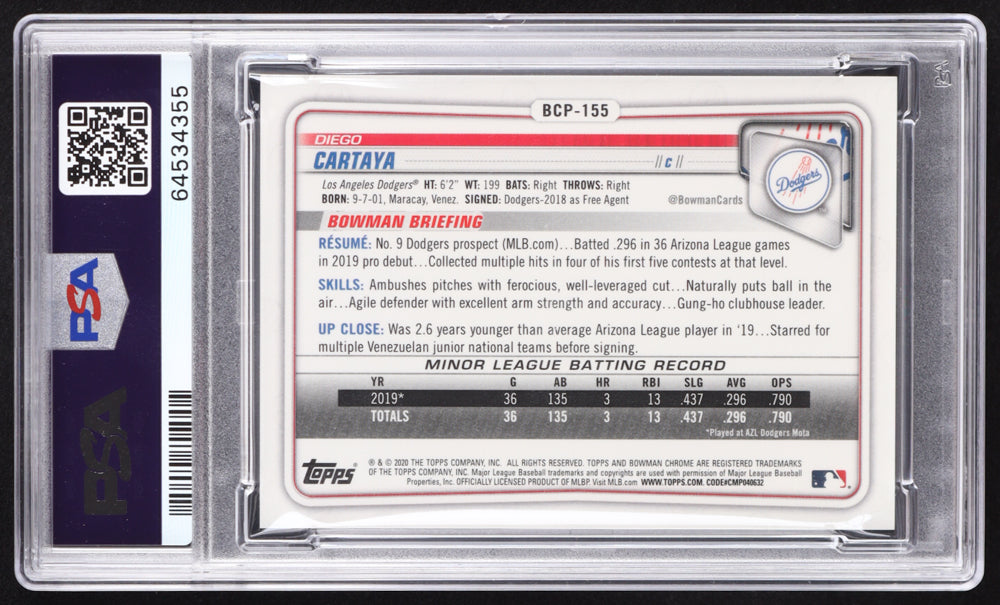 64534355
PSA
PSA
BCP-155
DIEGO
CARTAYA
// C //
Dodgers
Los Angeles Dodgers® HT: 6'2" WT: 199 BATS: Right THROWS: Right
BORN: 9-7-01, Maracay, Venez. SIGNED: Dodgers-2018 as Free Agent
@BowmanCards
BOWMAN BRIEFING
RÉSUMÉ: No. 9 Dodgers prospect (MLB.com)...Batted .296 in 36 Arizona League games
in 2019 pro debut...Collected multiple hits in four of his first five contests at that level.
SKILLS: Ambushes pitches with ferocious, well-leveraged cut...Naturally puts ball in the
air...Agile defender with excellent arm strength and accuracy...Gung-ho clubhouse leader.
UP CLOSE: Was 2.6 years younger than average Arizona League player in '19...Starred for
multiple Venezuelan junior national teams before signing.
MINOR LEAGUE BATTING RECORD
YR G AB HR RBI SLG AVG OPS
2019* 36 135 3 13 .437 .296 .790
TOTALS 36 135 3 13 .437 .296 .790
*Played at AZL Dodgers Mota
Topps
® & © 2020 THE TOPPS COMPANY, INC. ALL RIGHTS RESERVED. TOPPS AND BOWMAN CHROME ARE REGISTERED TRADEMARKS
OF THE TOPPS COMPANY, INC. Major League Baseball trademarks and copyrights are used with permission of Major League Baseball
Properties, Inc. OFFICIALLY LICENSED PRODUCT OF MLBP Visit MLB.com WWW.TOPPS.COM. CODE#CMP040632